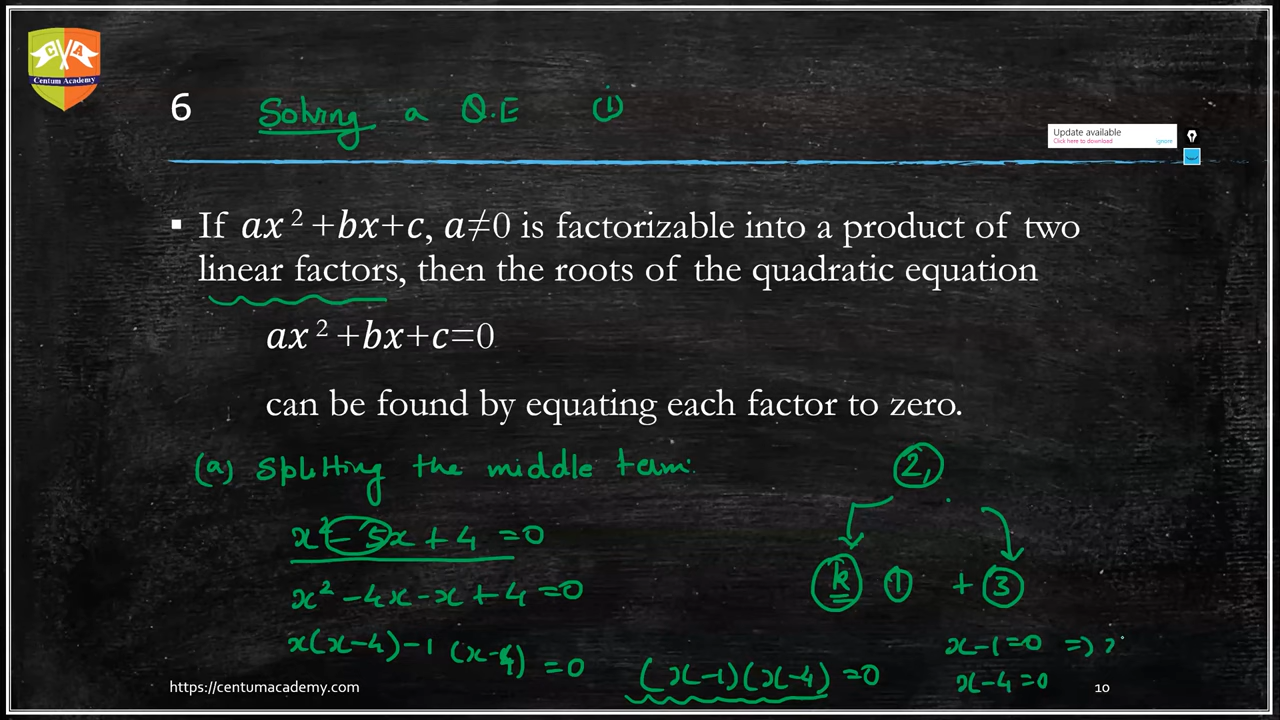 C A
Centum Academy
6 Solving a Q.E (i)
Update available
Click here to download ignore
▪ If ax² +bx+c, a≠0 is factorizable into a product of two
linear factors, then the roots of the quadratic equation
ax² +bx+c=0
can be found by equating each factor to zero.
(a) Splitting the middle term:
2,
x² - 5x + 4 = 0
k 1 + 3
x² - 4x - x + 4 = 0
x(x-4) - 1 (x-4) = 0
(x-1)(x-4) = 0
x-1=0 =>
x-4=0
https://centumacademy.com
10